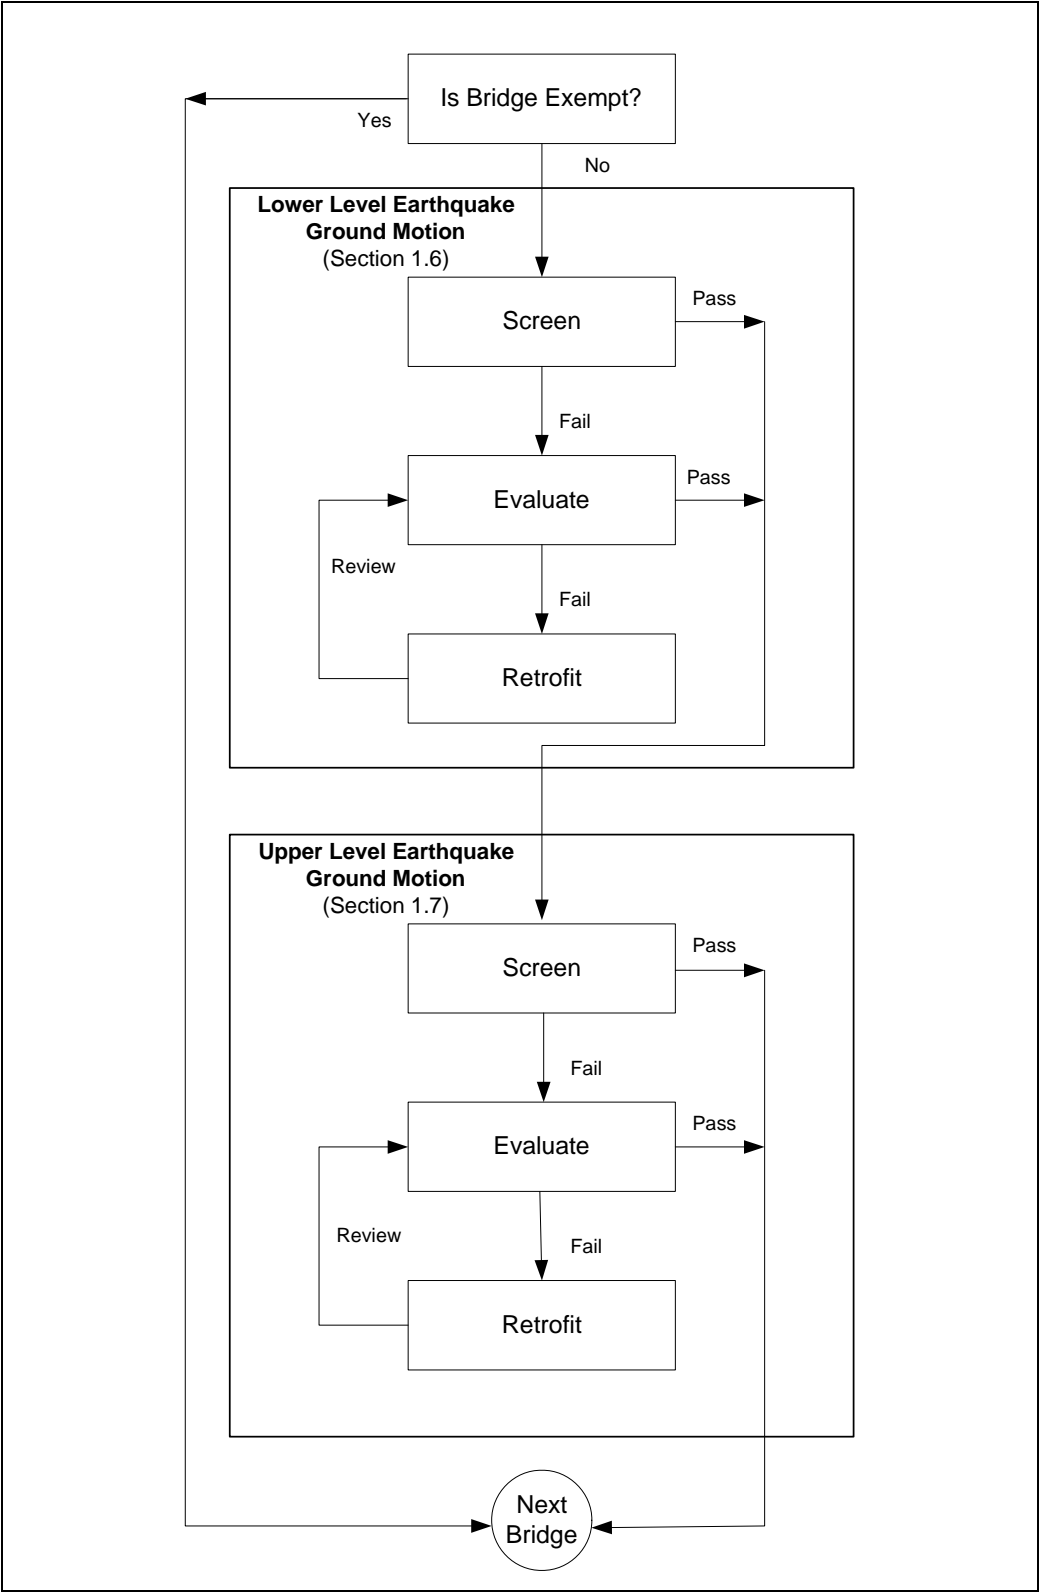 Is Bridge Exempt?
Yes
No
Lower Level Earthquake
Ground Motion
(Section 1.6)
Pass
Screen
Fail
Pass
Evaluate
Review
Fail
Retrofit
Upper Level Earthquake
Ground Motion
(Section 1.7)
Pass
Screen
Fail
Pass
Evaluate
Review
Fail
Retrofit
Next
Bridge